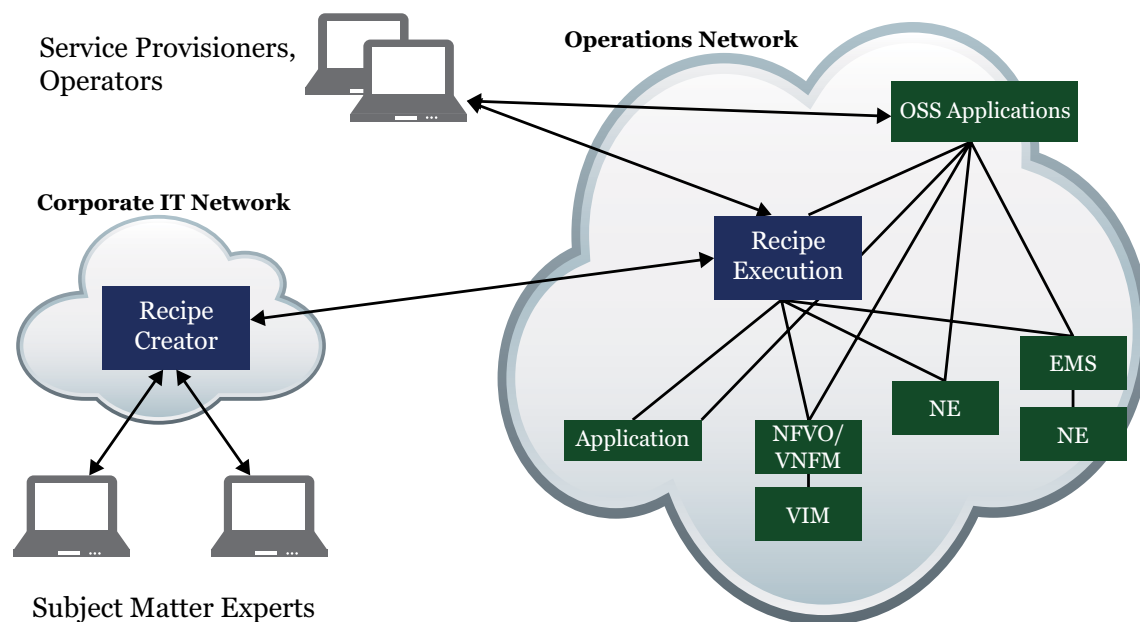 Service Provisioners,
Operators
Operations Network
OSS Applications
Corporate IT Network
Recipe
Execution
Recipe
Creator
EMS
NE
Application
NFVO/
VNFM
NE
VIM
Subject Matter Experts